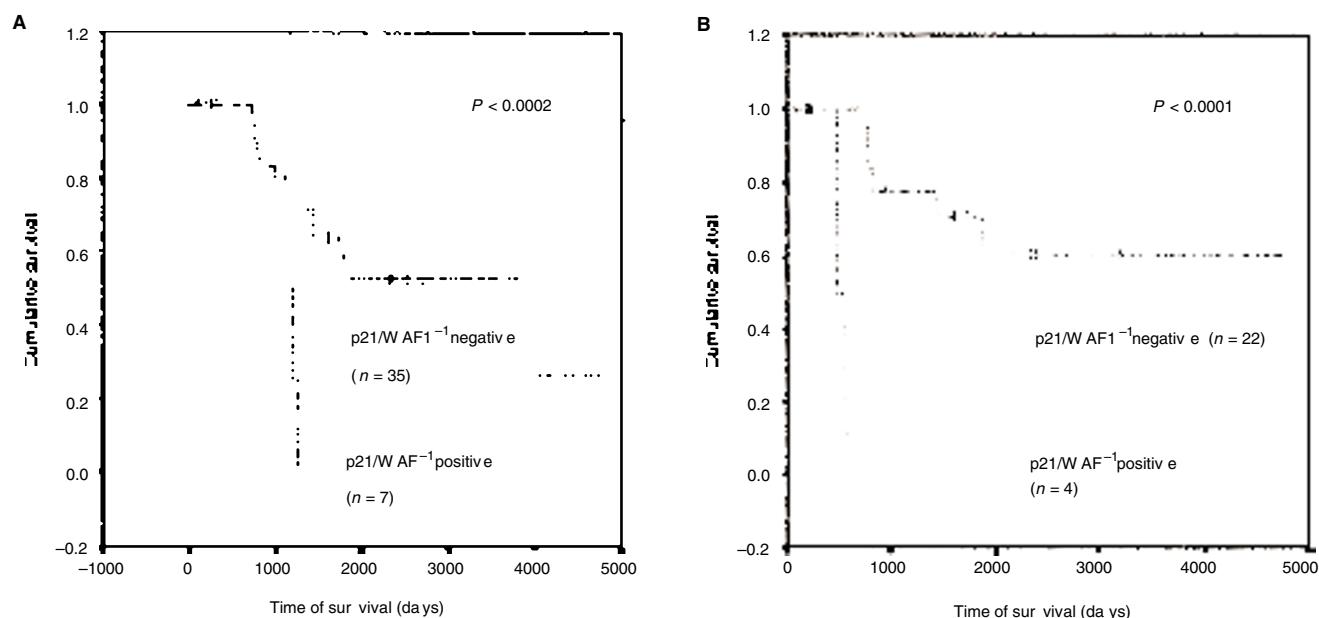 A
1.2
1.0
0.8
0.6
0.4
0.2
0.0
–0.2
–1000 0 1000 2000 3000 4000 5000
Cumulative survival
Time of sur vival (da ys)
P < 0.0002
p21/W AF1⁻¹negativ e
( n = 35)
p21/W AF⁻¹positiv e
(n = 7)
B
1.2
1.0
0.8
0.6
0.4
0.2
0.0
–0.2
0 1000 2000 3000 4000 5000
Cumulative survival
Time of sur vival (da ys)
P < 0.0001
p21/W AF1⁻¹negativ e (n = 22)
p21/W AF⁻¹positiv e
(n = 4)